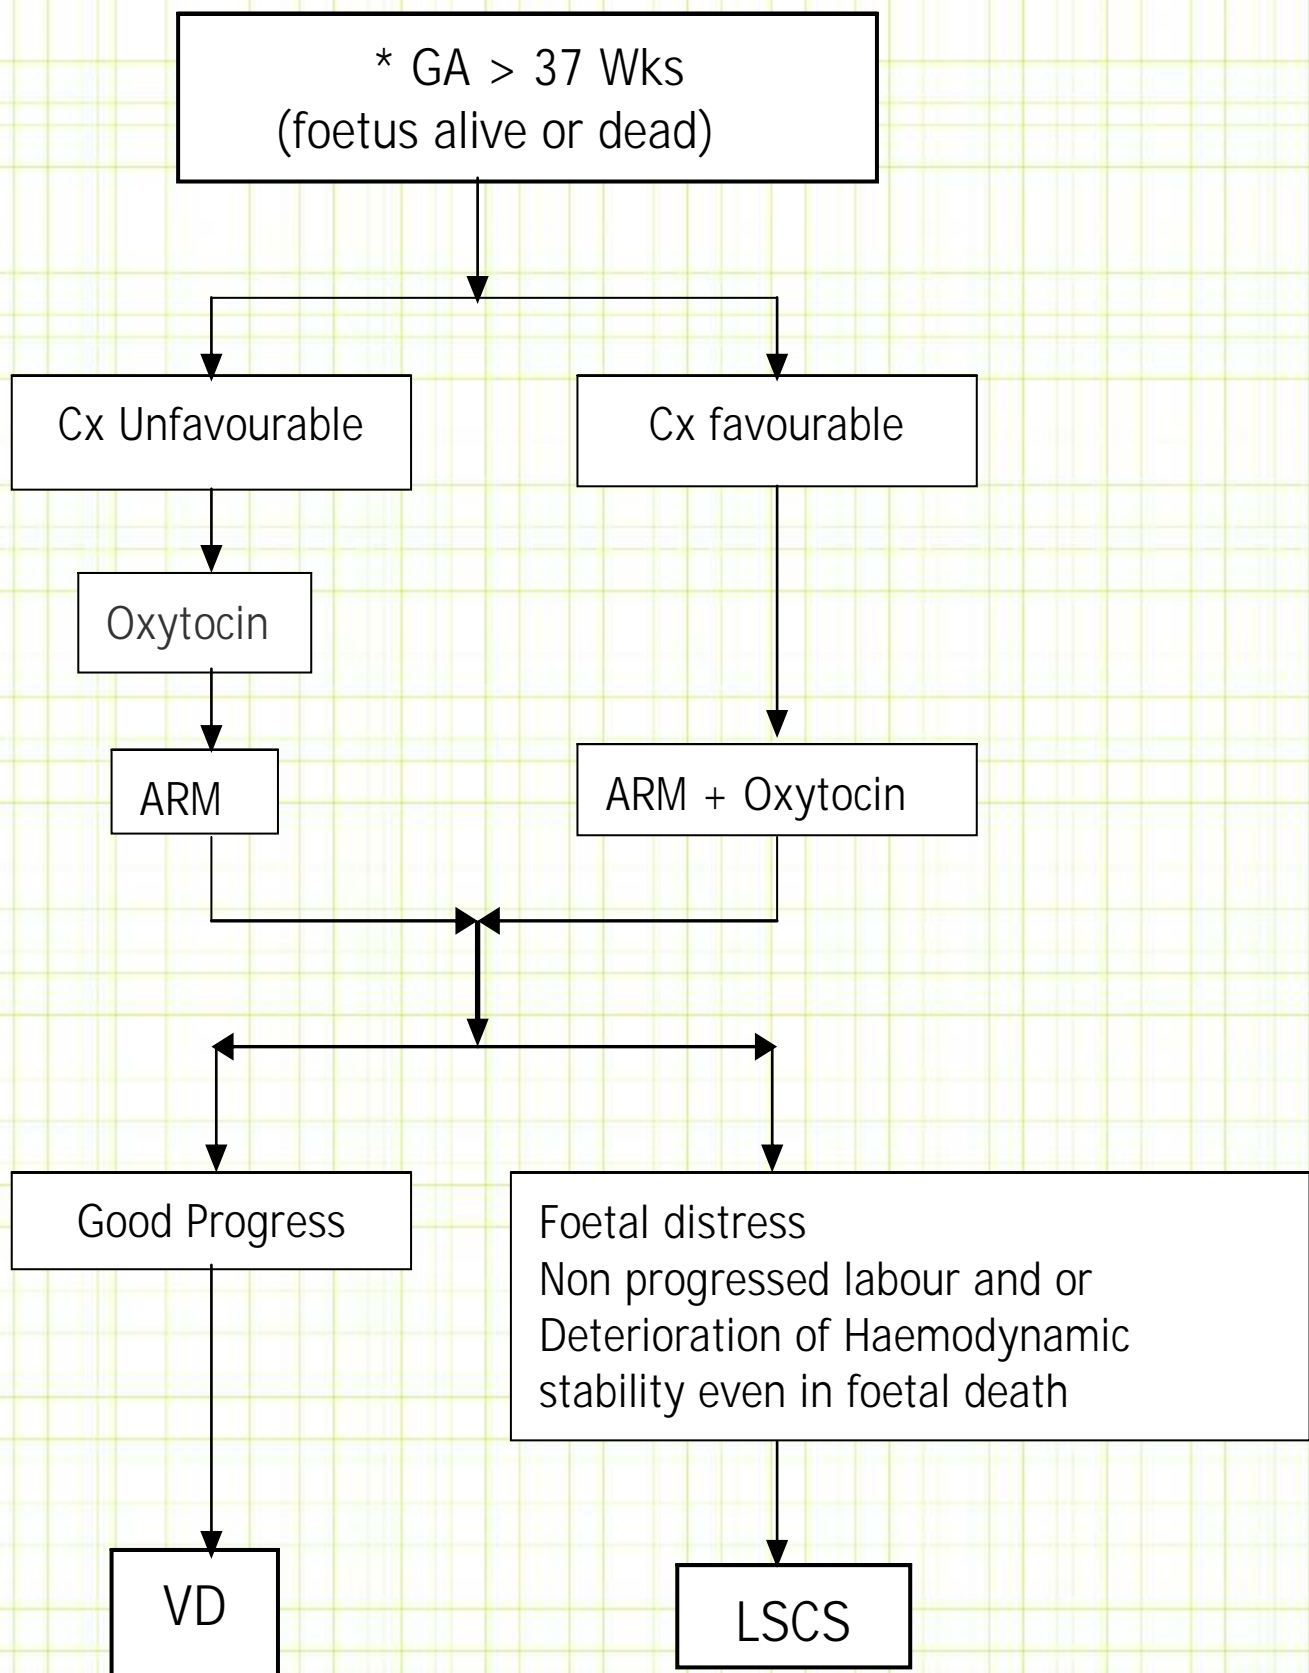 * GA > 37 Wks
(foetus alive or dead)
Cx Unfavourable
Cx favourable
Oxytocin
ARM
ARM + Oxytocin
Good Progress
Foetal distress
Non progressed labour and or
Deterioration of Haemodynamic
stability even in foetal death
VD
LSCS